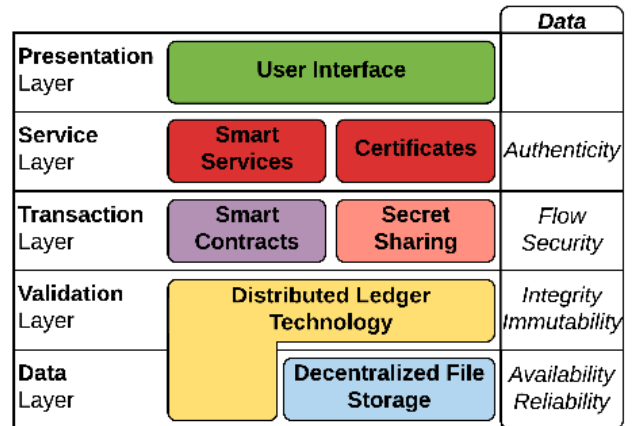 Data
Presentation
Layer
User Interface
Service
Layer
Smart
Services
Certificates
Authenticity
Transaction
Layer
Smart
Contracts
Secret
Sharing
Flow
Security
Validation
Layer
Distributed Ledger
Technology
Integrity
Immutability
Data
Layer
Decentralized File
Storage
Availability
Reliability